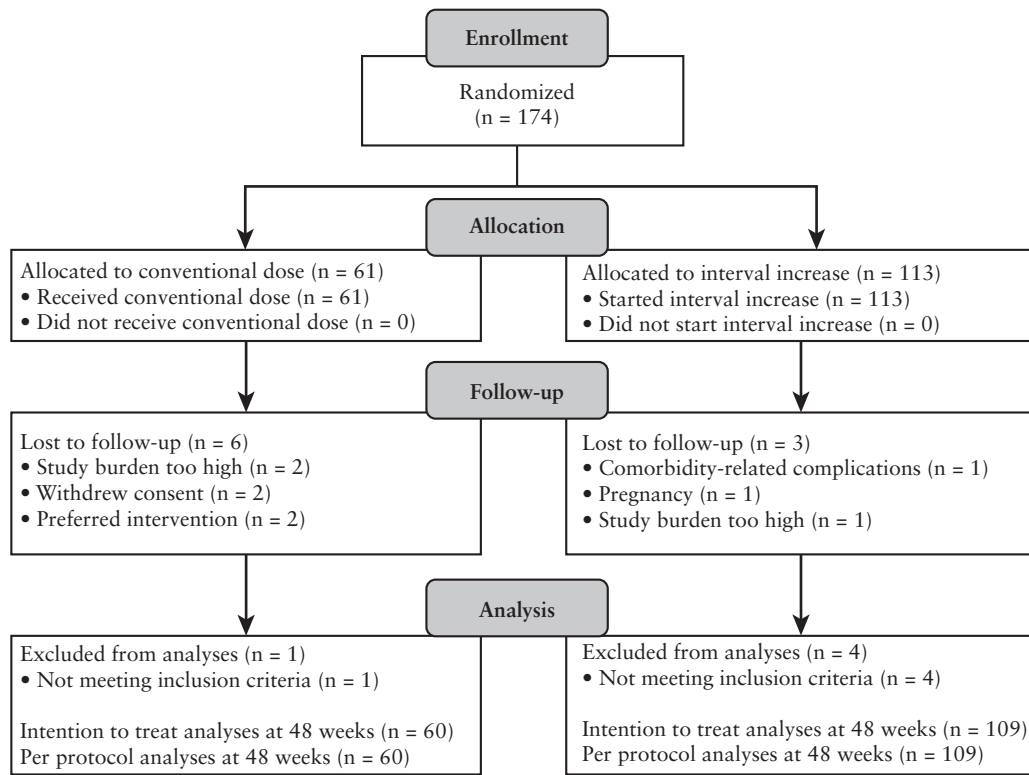 Enrollment
Randomized
(n = 174)
Allocation
Allocated to conventional dose (n = 61)
• Received conventional dose (n = 61)
• Did not receive conventional dose (n = 0)
Allocated to interval increase (n = 113)
• Started interval increase (n = 113)
• Did not start interval increase (n = 0)
Follow-up
Lost to follow-up (n = 6)
• Study burden too high (n = 2)
• Withdrew consent (n = 2)
• Preferred intervention (n = 2)
Lost to follow-up (n = 3)
• Comorbidity-related complications (n = 1)
• Pregnancy (n = 1)
• Study burden too high (n = 1)
Analysis
Excluded from analyses (n = 1)
• Not meeting inclusion criteria (n = 1)
Intention to treat analyses at 48 weeks (n = 60)
Per protocol analyses at 48 weeks (n = 60)
Excluded from analyses (n = 4)
• Not meeting inclusion criteria (n = 4)
Intention to treat analyses at 48 weeks (n = 109)
Per protocol analyses at 48 weeks (n = 109)